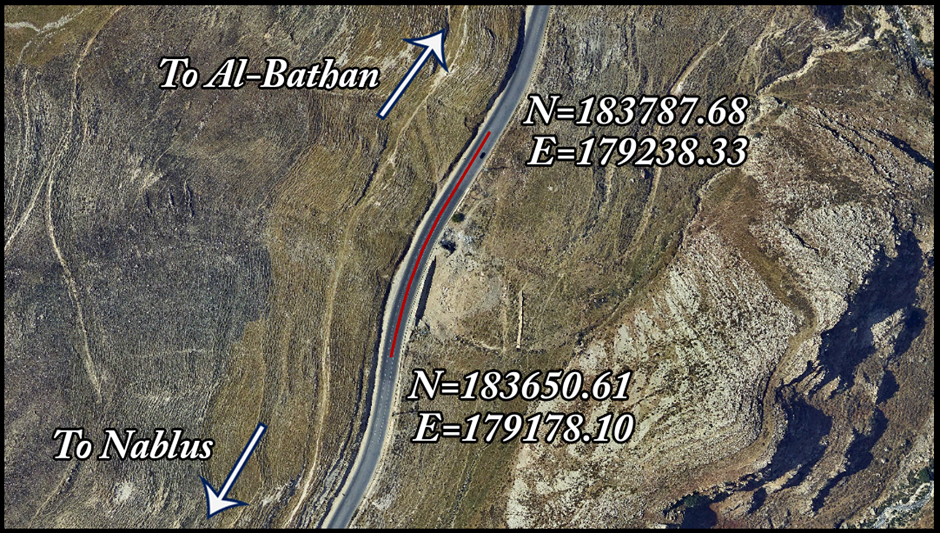 To Al-Bathan
N=183787.68
E=179238.33
N=183650.61
E=179178.10
To Nablus